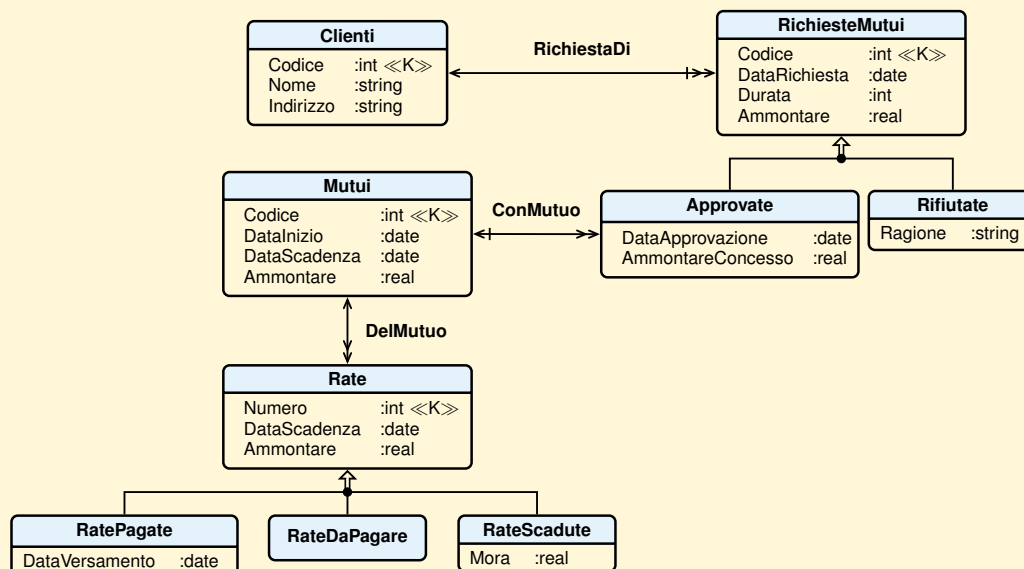 Clienti
Codice :int ≪K≫
Nome :string
Indirizzo :string
RichiestaDi
RichiesteMutui
Codice :int ≪K≫
DataRichiesta :date
Durata :int
Ammontare :real
Mutui
Codice :int ≪K≫
DataInizio :date
DataScadenza :date
Ammontare :real
ConMutuo
Approvate
DataApprovazione :date
AmmontareConcesso :real
Rifiutate
Ragione :string
DelMutuo
Rate
Numero :int ≪K≫
DataScadenza :date
Ammontare :real
RatePagate
DataVersamento :date
RateDaPagare
RateScadute
Mora :real